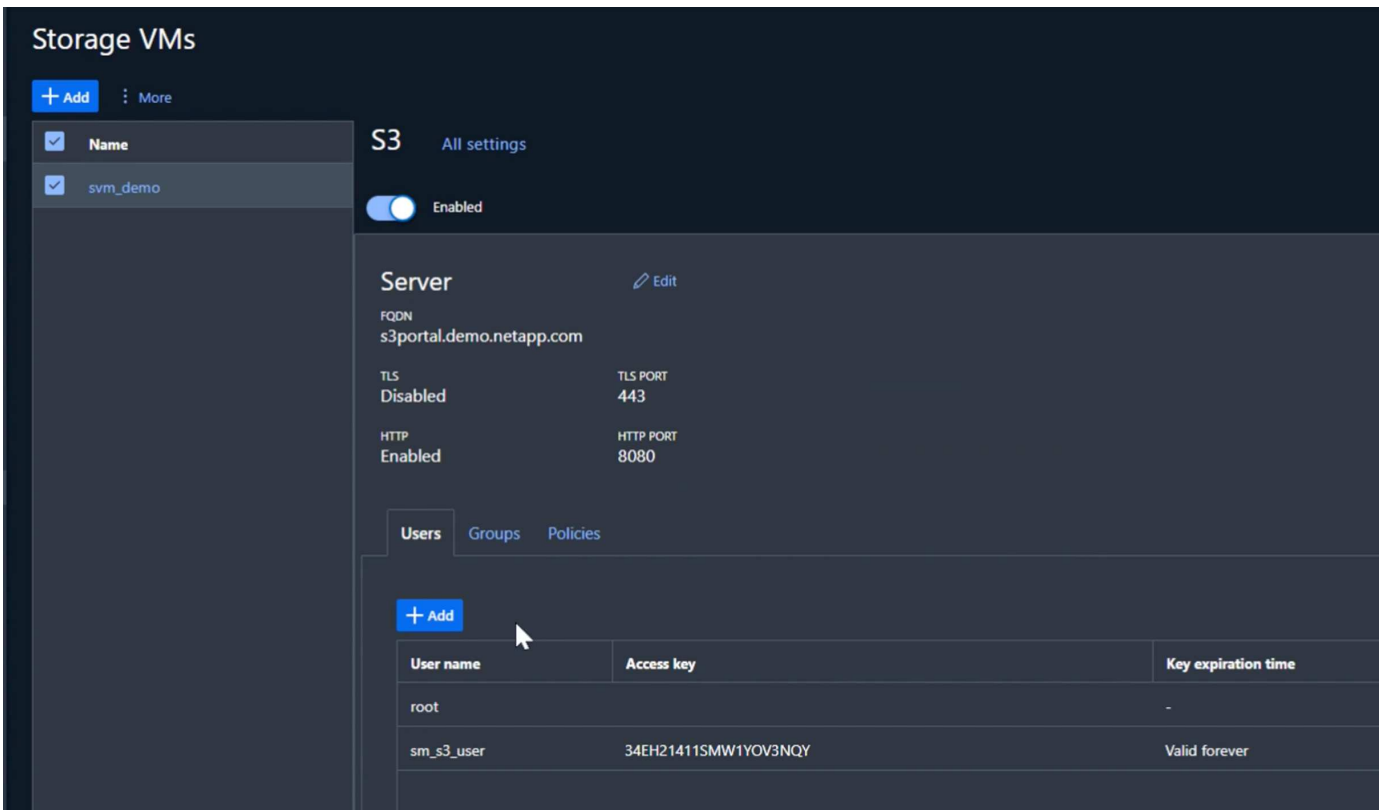 Storage VMs
+ Add
More
Name
svm_demo
S3
All settings
Enabled
Server
Edit
FQDN
s3portal.demo.netapp.com
TLS
TLS PORT
Disabled
443
HTTP
HTTP PORT
Enabled
8080
Users Groups Policies
+ Add
User name Access key Key expiration time
root -
sm_s3_user 34EH21411SMW1YOV3NQY Valid forever